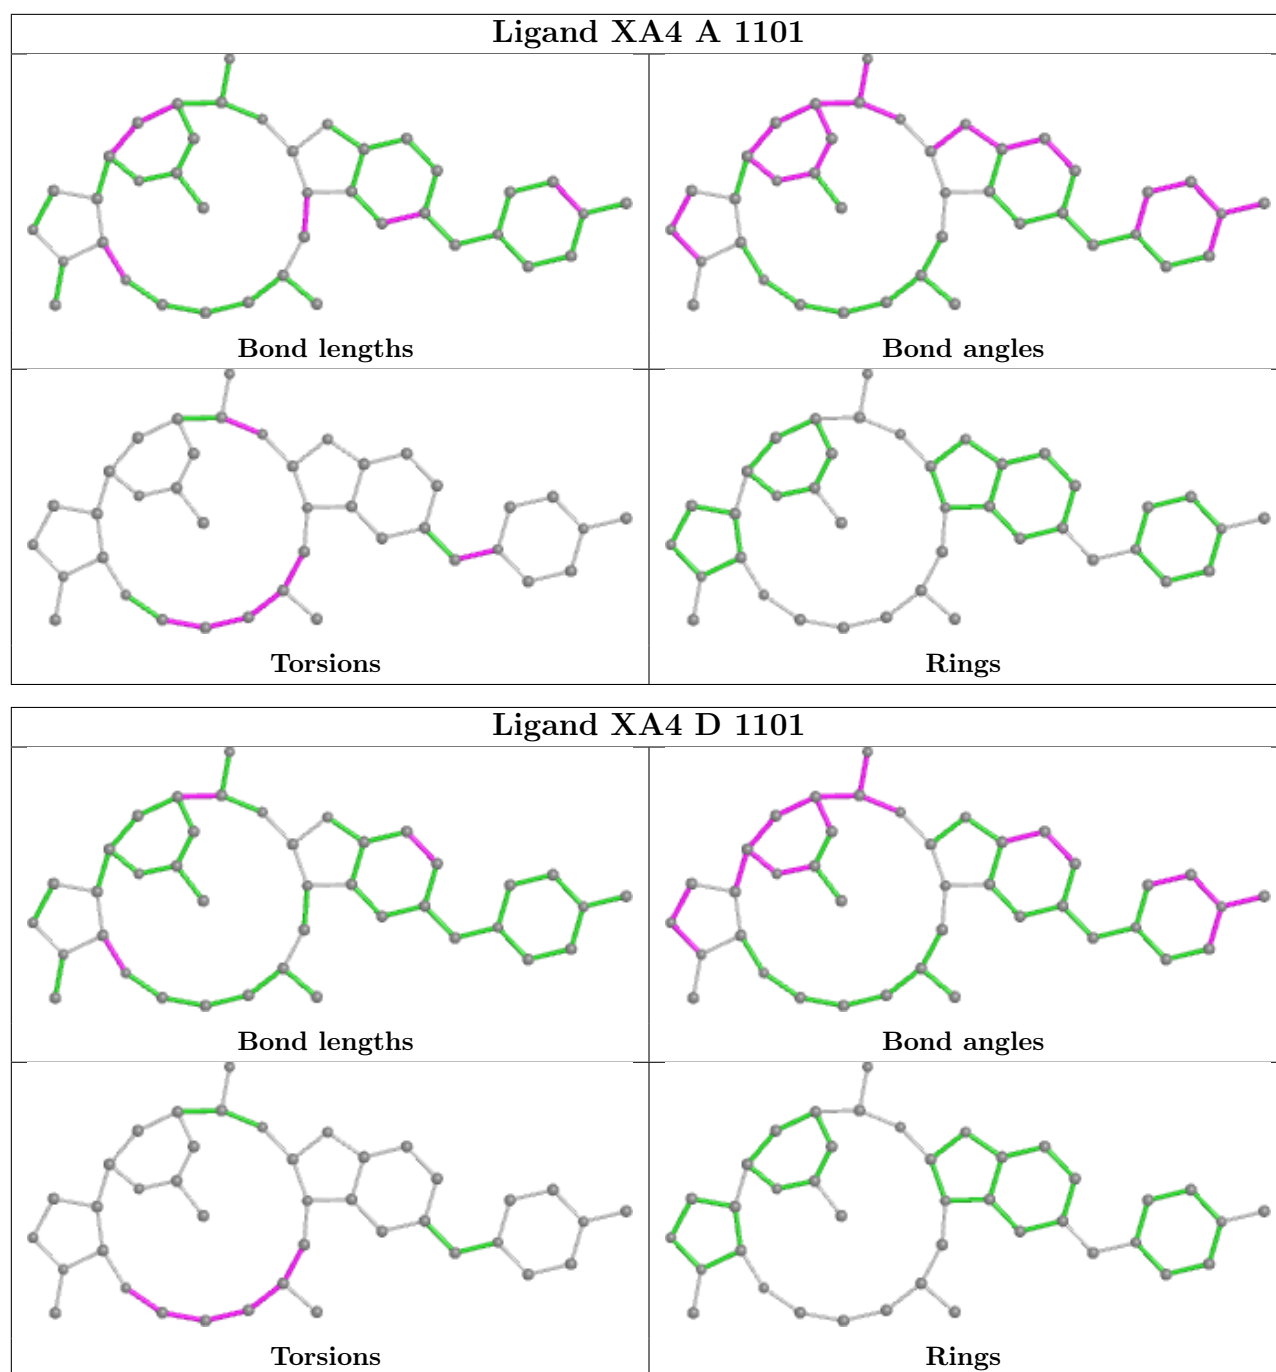 Ligand XA4 A 1101
Bond lengths
Bond angles
Torsions
Rings
Ligand XA4 D 1101
Bond lengths
Bond angles
Torsions
Rings